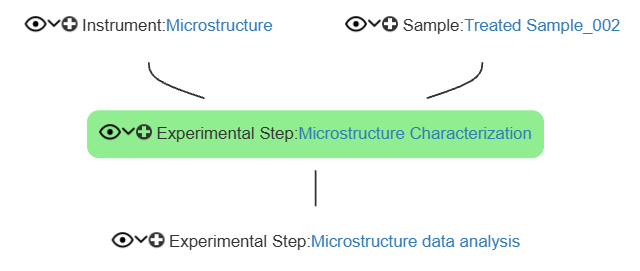 Instrument:Microstructure
Sample:Treated Sample_002
Experimental Step:Microstructure Characterization
Experimental Step:Microstructure data analysis